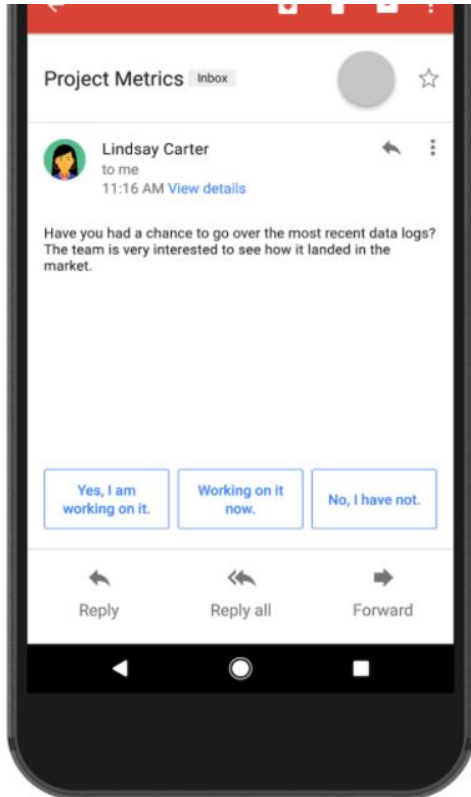 Project Metrics Inbox
Lindsay Carter
to me
11:16 AM View details
Have you had a chance to go over the most recent data logs?
The team is very interested to see how it landed in the
market.
Yes, I am
working on it.
Working on it
now.
No, I have not.
Reply
Reply all
Forward